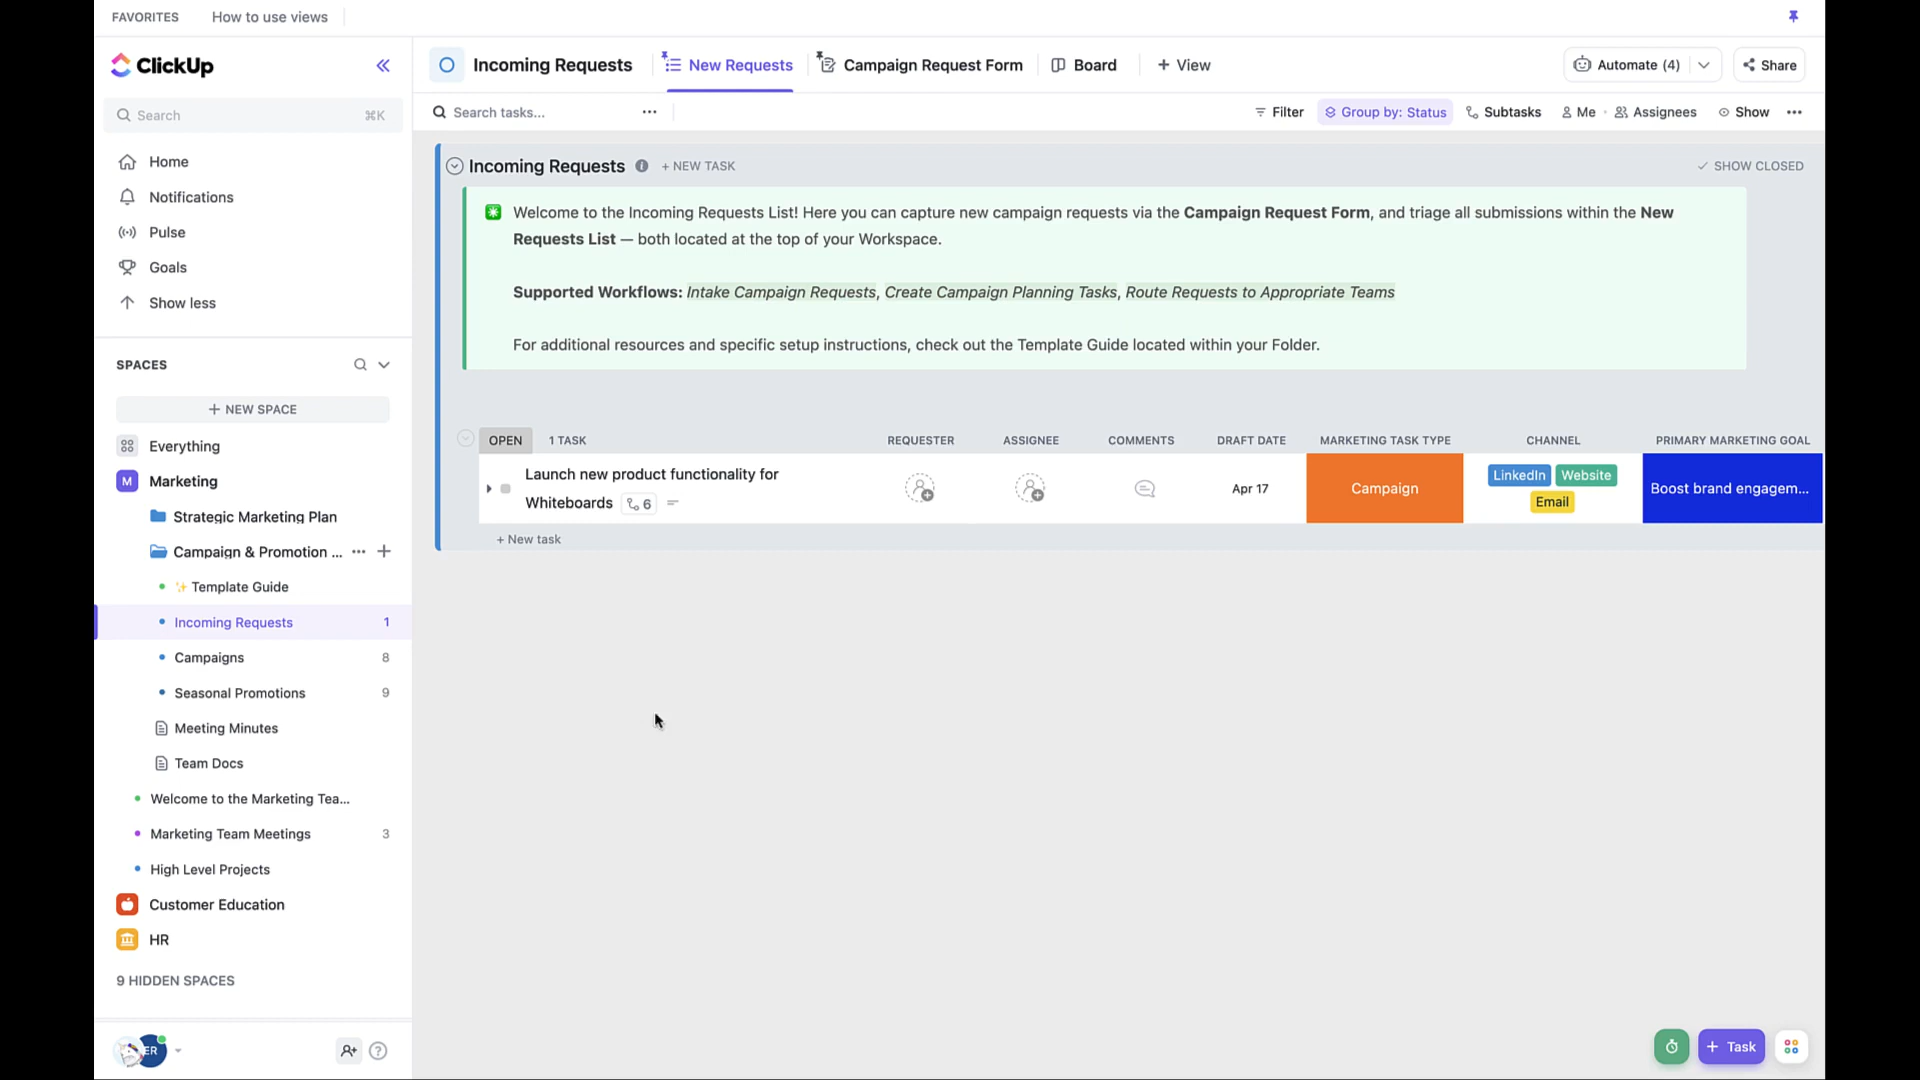 FAVORITES
How to use views
ClickUp
Search ⌘K
Home
Notifications
Pulse
Goals
Show less
SPACES
+ NEW SPACE
Everything
M Marketing
Strategic Marketing Plan
Campaign & Promotion ...
✨ Template Guide
Incoming Requests 1
Campaigns 8
Seasonal Promotions 9
Meeting Minutes
Team Docs
Welcome to the Marketing Tea...
Marketing Team Meetings 3
High Level Projects
Customer Education
HR
9 HIDDEN SPACES
ER
Incoming Requests
New Requests
Campaign Request Form
Board
+ View
Automate (4)
Share
Search tasks...
Filter
Group by: Status
Subtasks
Me
Assignees
Show
Incoming Requests
+ NEW TASK
SHOW CLOSED
Welcome to the Incoming Requests List! Here you can capture new campaign requests via the Campaign Request Form, and triage all submissions within the New
Requests List — both located at the top of your Workspace.
Supported Workflows: Intake Campaign Requests, Create Campaign Planning Tasks, Route Requests to Appropriate Teams
For additional resources and specific setup instructions, check out the Template Guide located within your Folder.
OPEN 1 TASK REQUESTER ASSIGNEE COMMENTS DRAFT DATE MARKETING TASK TYPE CHANNEL PRIMARY MARKETING GOAL
Launch new product functionality for
Whiteboards 6
Apr 17
Campaign
LinkedIn Website
Email
Boost brand engagem...
+ New task
+ Task